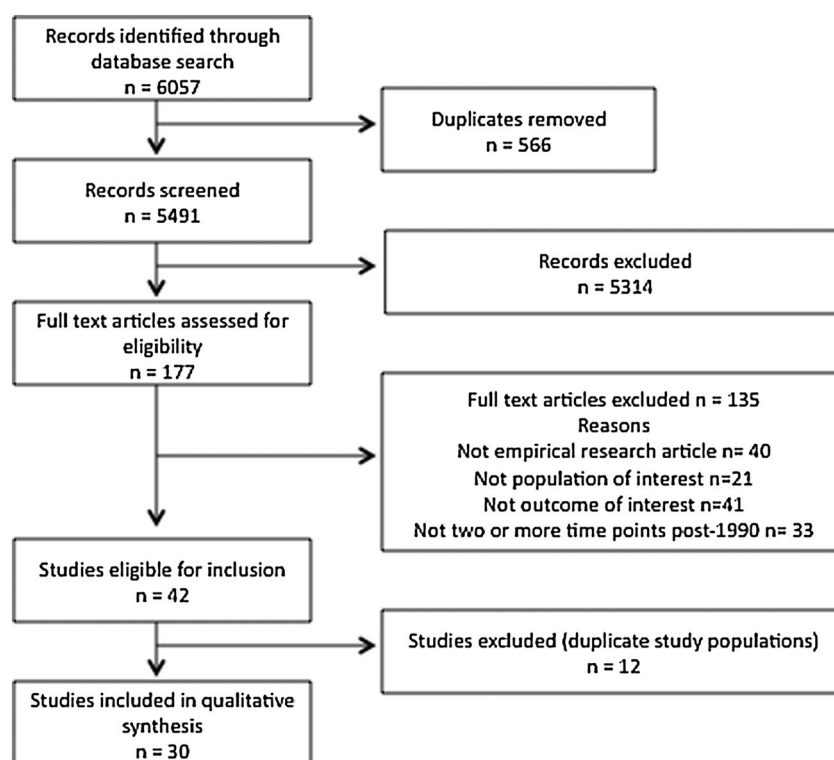 Records identified through
database search
n = 6057
Duplicates removed
n = 566
Records screened
n = 5491
Records excluded
n = 5314
Full text articles assessed for
eligibility
n = 177
Full text articles excluded n = 135
Reasons
Not empirical research article n= 40
Not population of interest n=21
Not outcome of interest n=41
Not two or more time points post-1990 n= 33
Studies eligible for inclusion
n = 42
Studies excluded (duplicate study populations)
n = 12
Studies included in qualitative
synthesis
n = 30